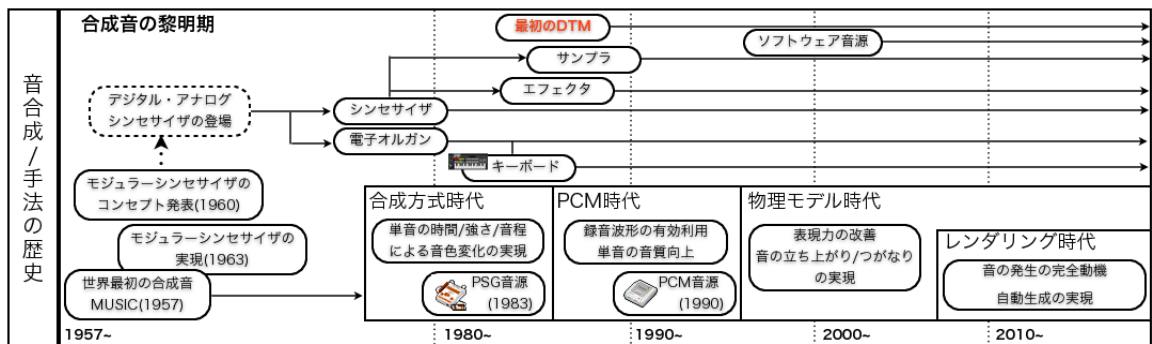 音合成/手法の歴史
合成音の黎明期
最初のDTM
ソフトウェア音源
サンプラ
エフェクタ
デジタル・アナログ
シンセサイザの登場
シンセサイザ
電子オルガン
キーボード
モジュラーシンセサイザの
コンセプト発表(1960)
モジュラーシンセサイザの
実現(1963)
世界最初の合成音
MUSIC(1957)
合成方式時代
単音の時間/強さ/音程
による音色変化の実現
PSG音源
(1983)
PCM時代
録音波形の有効利用
単音の音質向上
PCM音源
(1990)
物理モデル時代
表現力の改善
音の立ち上がり/つがなり
の実現
レンダリング時代
音の発生の完全動機
自動生成の実現
1957~
1980~
1990~
2000~
2010~